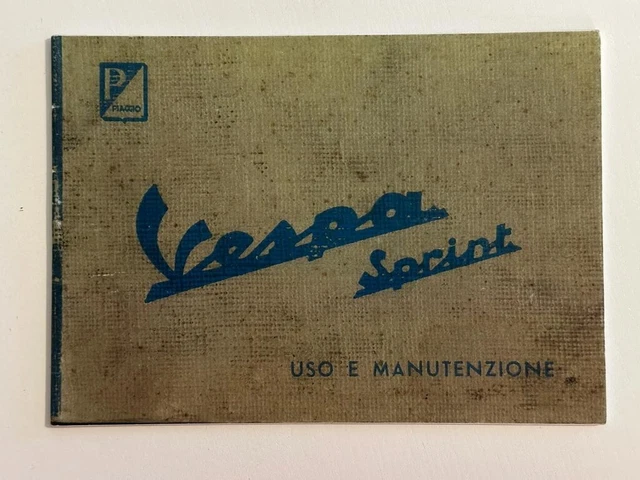 P
PIAGGIO
Vespa
Sprint
USO E MANUTENZIONE